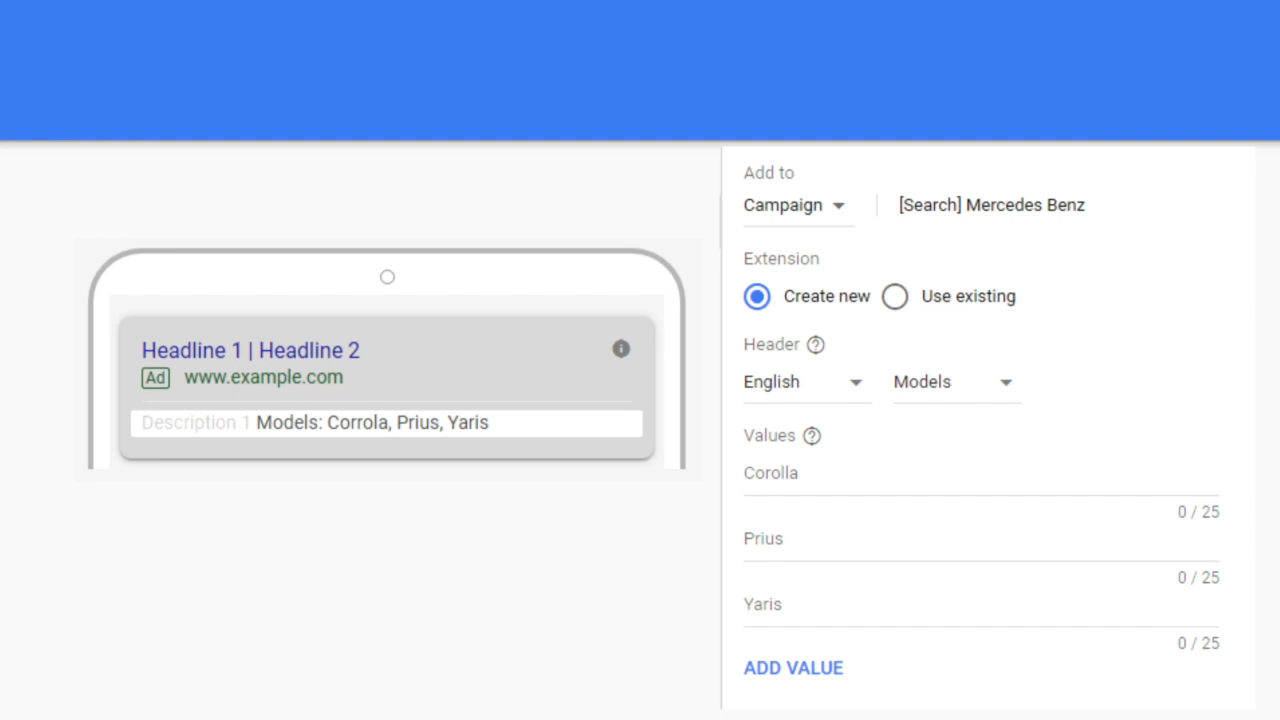 Headline 1 | Headline 2
Ad www.example.com
Description 1 Models: Corrola, Prius, Yaris
Add to
Campaign [Search] Mercedes Benz
Extension
Create new Use existing
Header
English Models
Values
Corolla
0 / 25
Prius
0 / 25
Yaris
0 / 25
ADD VALUE